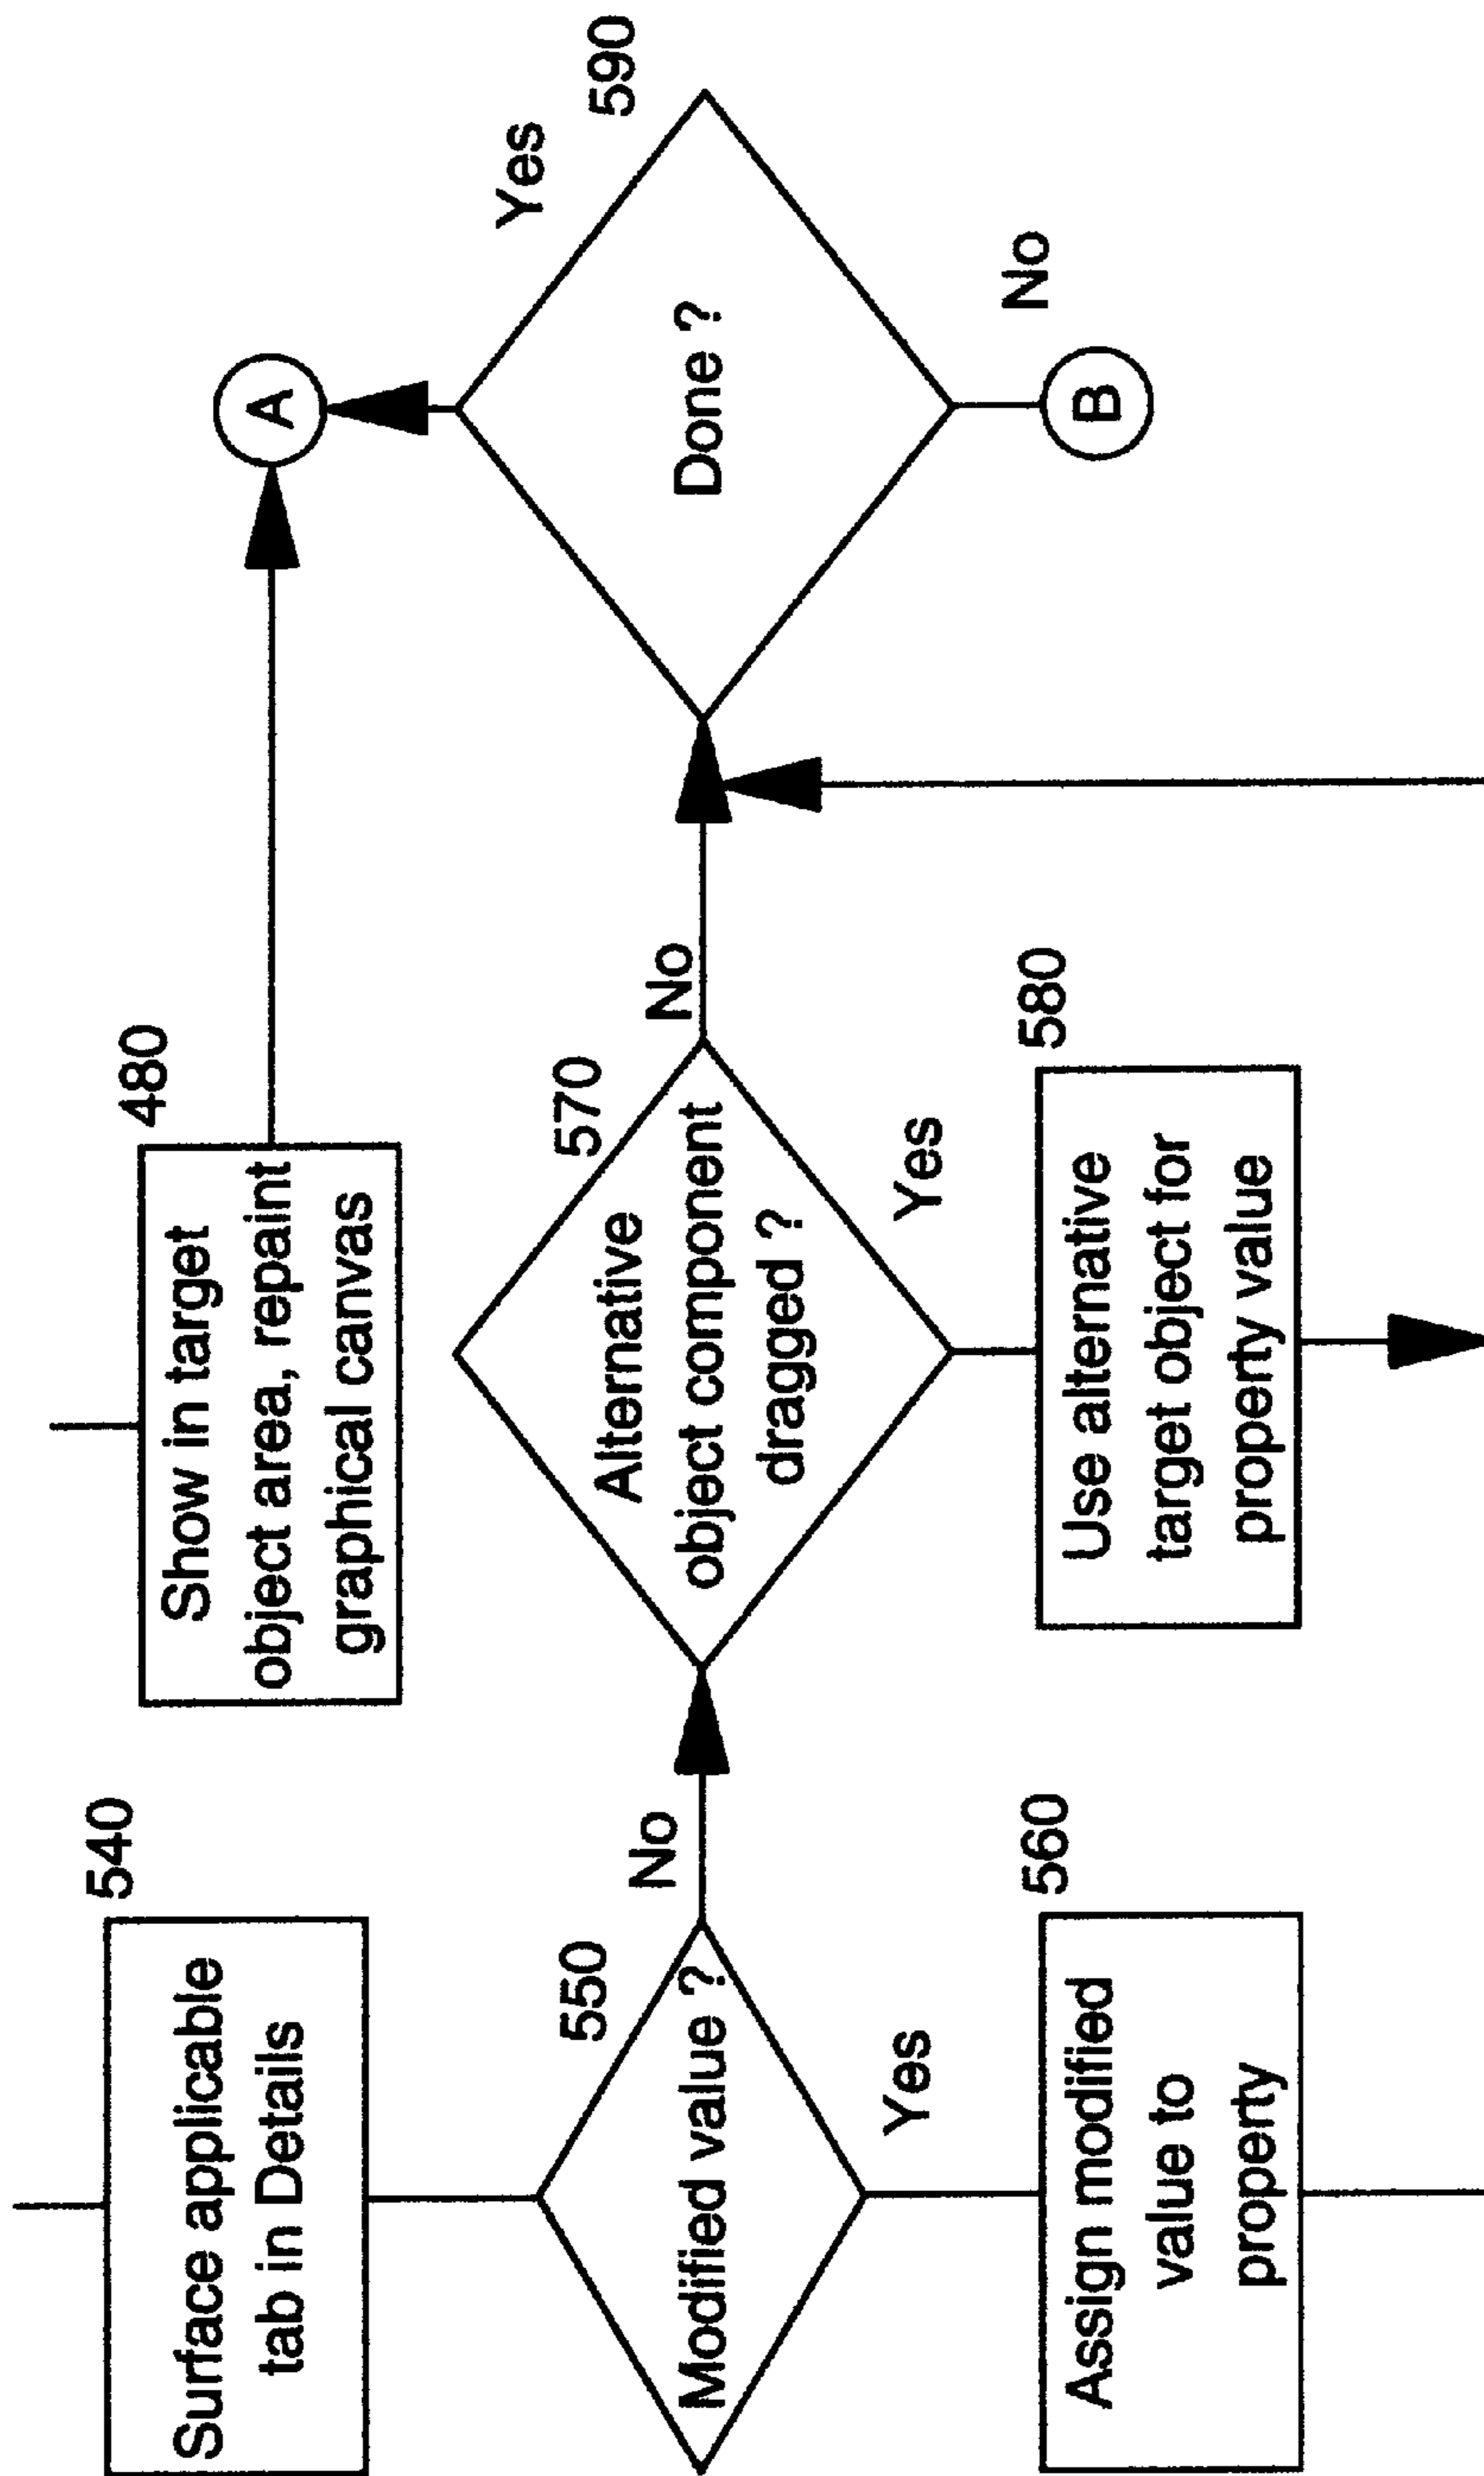 540
Surface applicable
tab in Details
550
Modified value ?
No
Yes
560
Assign modified
value to
property
480
Show in target
object area, repaint
graphical canvas
570
Alternative
object component
dragged ?
No
Yes
580
Use alternative
target object for
property value
A
Yes
590
Done ?
No
B